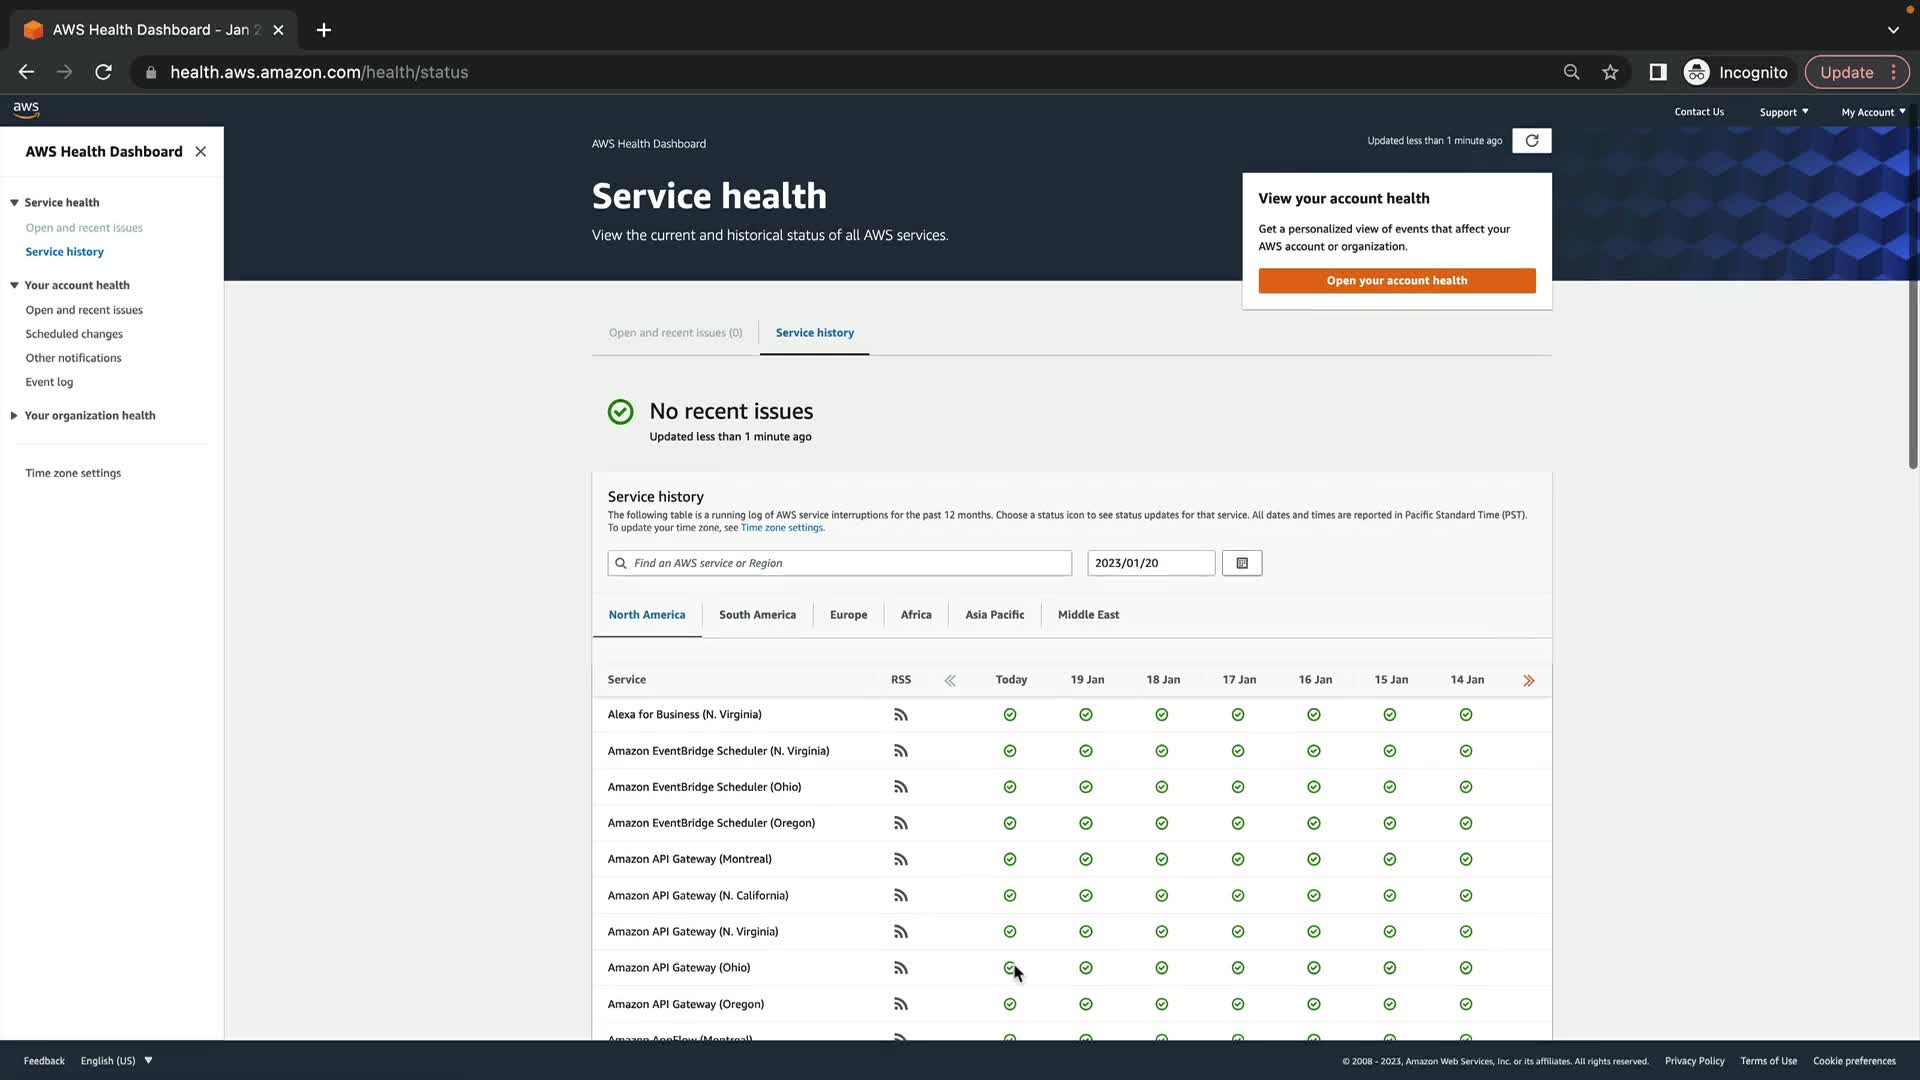 AWS Health Dashboard - Jan 2
health.aws.amazon.com/health/status
Incognito
Update
aws
Contact Us
Support
My Account
AWS Health Dashboard
Service health
Open and recent issues
Service history
Your account health
Open and recent issues
Scheduled changes
Other notifications
Event log
Your organization health
Time zone settings
AWS Health Dashboard
Updated less than 1 minute ago
Service health
View the current and historical status of all AWS services.
View your account health
Get a personalized view of events that affect your
AWS account or organization.
Open your account health
Open and recent issues (0)
Service history
No recent issues
Updated less than 1 minute ago
Service history
The following table is a running log of AWS service interruptions for the past 12 months. Choose a status icon to see status updates for that service. All dates and times are reported in Pacific Standard Time (PST).
To update your time zone, see Time zone settings.
Find an AWS service or Region
2023/01/20
North America
South America
Europe
Africa
Asia Pacific
Middle East
Service RSS Today 19 Jan 18 Jan 17 Jan 16 Jan 15 Jan 14 Jan
Alexa for Business (N. Virginia)
Amazon EventBridge Scheduler (N. Virginia)
Amazon EventBridge Scheduler (Ohio)
Amazon EventBridge Scheduler (Oregon)
Amazon API Gateway (Montreal)
Amazon API Gateway (N. California)
Amazon API Gateway (N. Virginia)
Amazon API Gateway (Ohio)
Amazon API Gateway (Oregon)
Amazon AppFlow (Montreal)
Feedback
English (US)
© 2008 - 2023, Amazon Web Services, Inc. or its affiliates. All rights reserved.
Privacy Policy
Terms of Use
Cookie preferences